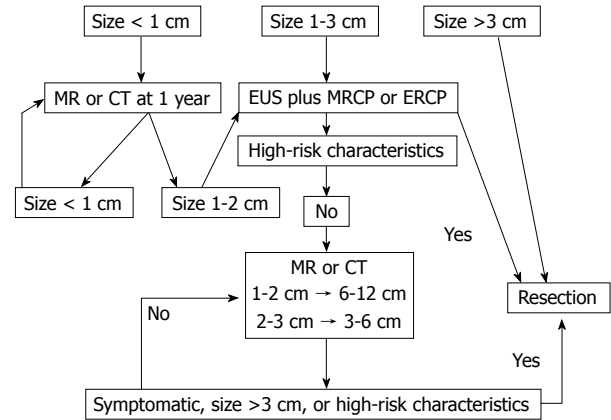 Size < 1 cm
Size 1-3 cm
Size >3 cm
MR or CT at 1 year
EUS plus MRCP or ERCP
High-risk characteristics
Size < 1 cm
Size 1-2 cm
No
Yes
MR or CT
1-2 cm → 6-12 cm
2-3 cm → 3-6 cm
Resection
No
Yes
Symptomatic, size >3 cm, or high-risk characteristics